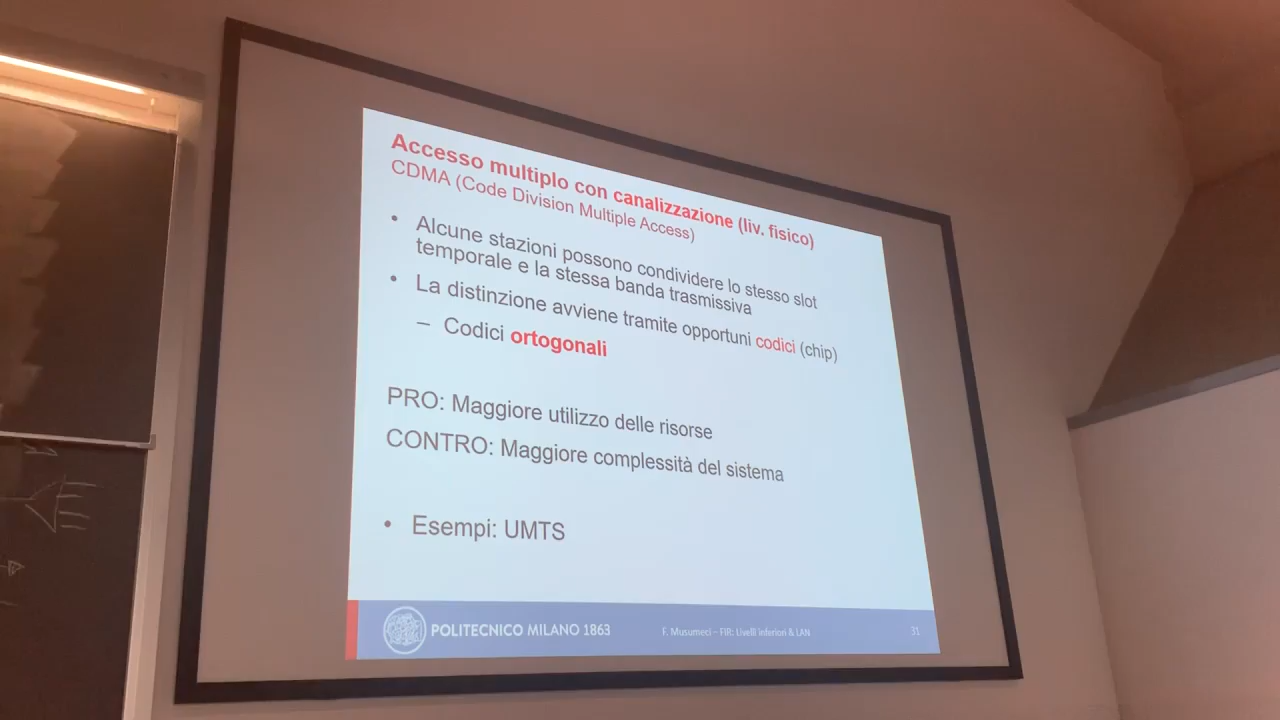 Accesso multiplo con canalizzazione (liv. fisico)
CDMA (Code Division Multiple Access)
• Alcune stazioni possono condividere lo stesso slot
temporale e la stessa banda trasmissiva
• La distinzione avviene tramite opportuni codici (chip)
– Codici ortogonali
PRO: Maggiore utilizzo delle risorse
CONTRO: Maggiore complessità del sistema
• Esempi: UMTS
POLITECNICO MILANO 1863
F. Musumeci – FIR: Livelli inferiori & LAN
31